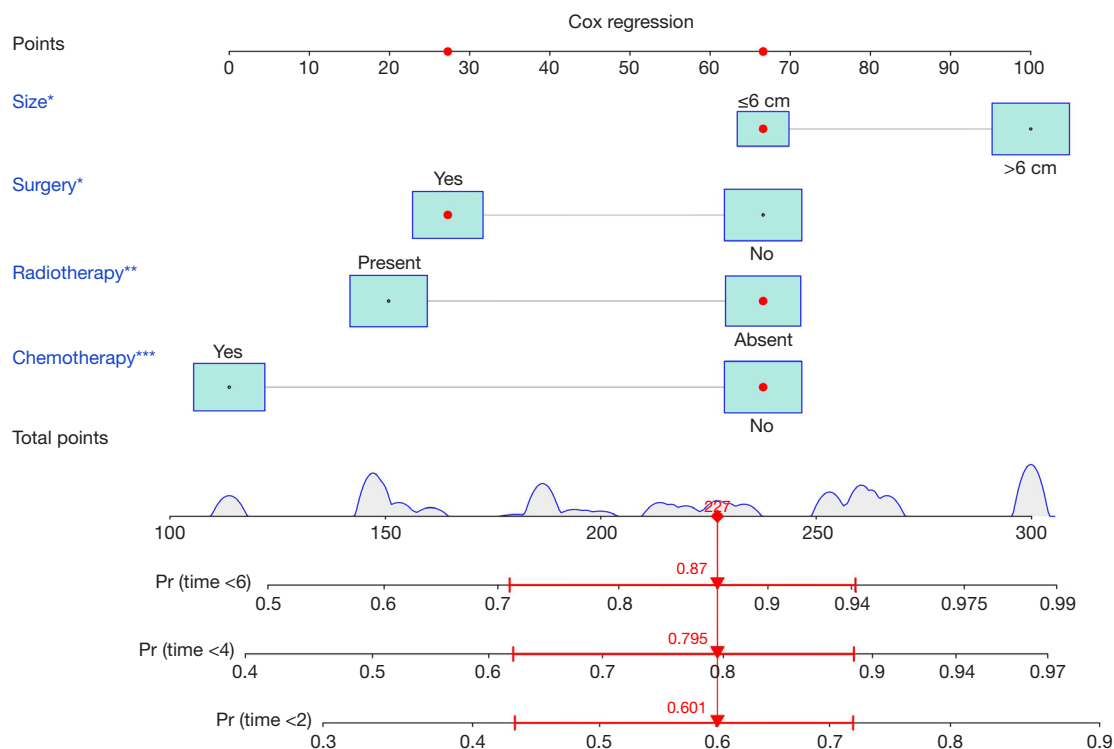 Cox regression
Points
0 10 20 30 40 50 60 70 80 90 100
Size*
≤6 cm
>6 cm
Surgery*
Yes
No
Radiotherapy**
Present
Absent
Chemotherapy***
Yes
No
Total points
227
100 150 200 250 300
0.87
Pr (time <6)
0.5 0.6 0.7 0.8 0.9 0.94 0.975 0.99
0.795
Pr (time <4)
0.4 0.5 0.6 0.7 0.8 0.9 0.94 0.97
0.601
Pr (time <2)
0.3 0.4 0.5 0.6 0.7 0.8 0.9